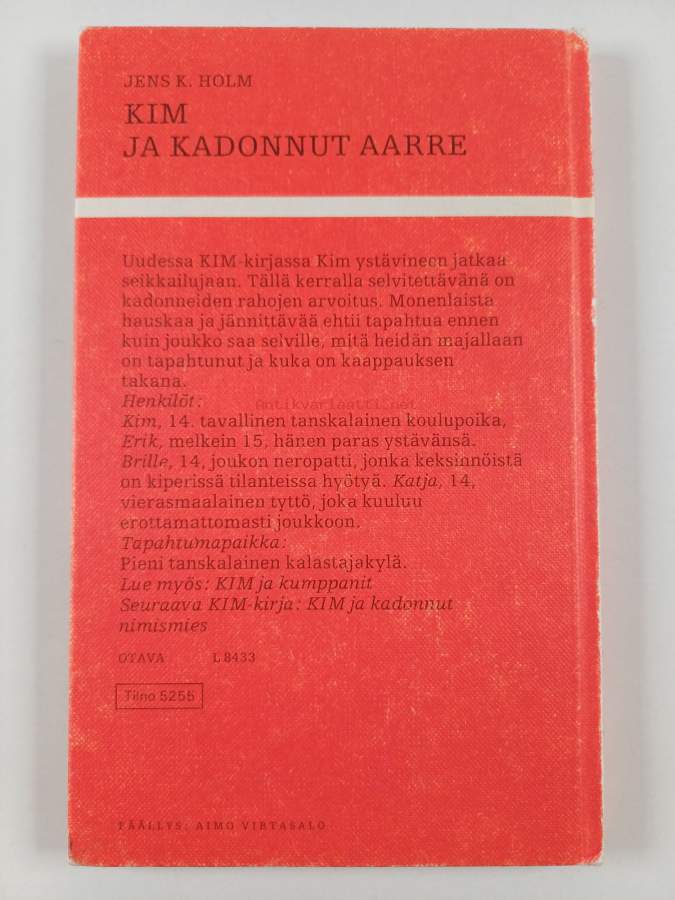 JENS K. HOLM
KIM
JA KADONNUT AARRE
Uudessa KIM-kirjassa Kim ystävineen jatkaa
seikkailujaan. Tällä kerralla selvitettävänä on
kadonneiden rahojen arvoitus. Monenlaista
hauskaa ja jännittävää ehtii tapahtua ennen
kuin joukko saa selville, mitä heidän majallaan
on tapahtunut ja kuka on kaappauksen
takana.
Antikvariaatti.net
Henkilöt:
Kim, 14. tavallinen tanskalainen koulupoika,
Erik, melkein 15, hänen paras ystävänsä.
Brille, 14, joukon neropatti, jonka keksinnöistä
on kiperissä tilanteissa hyötyä. Katja, 14,
vierasmaalainen tyttö, joka kuuluu
erottamattomasti joukkoon.
Tapahtumapaikka:
Pieni tanskalainen kalastajakylä.
Lue myös: KIM ja kumppanit
Seuraava KIM-kirja: KIM ja kadonnut
nimismies
OTAVA L 8433
Tilno 5255
PÄÄLLYS: AIMO VIRTASALO